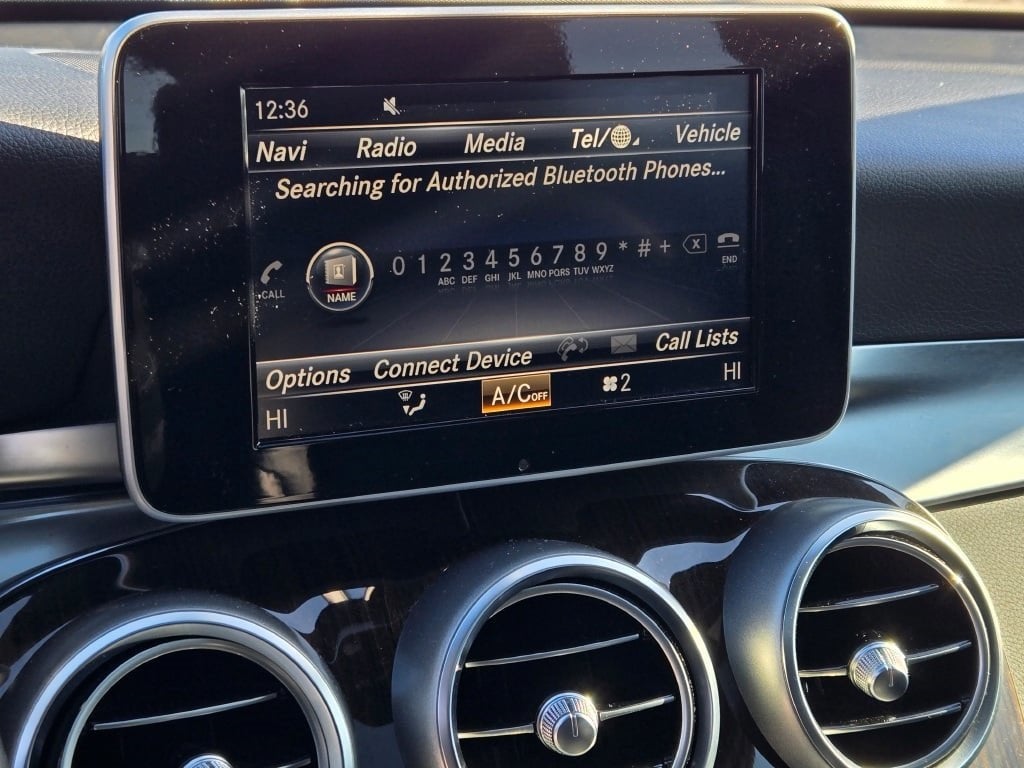 12:36
Navi Radio Media Tel/ Vehicle
Searching for Authorized Bluetooth Phones...
CALL NAME 0 1 2 3 4 5 6 7 8 9 * # + X END
ABC DEF GHI JKL MNO PQRS TUV WXYZ
Options Connect Device Call Lists
HI A/C OFF 2 HI